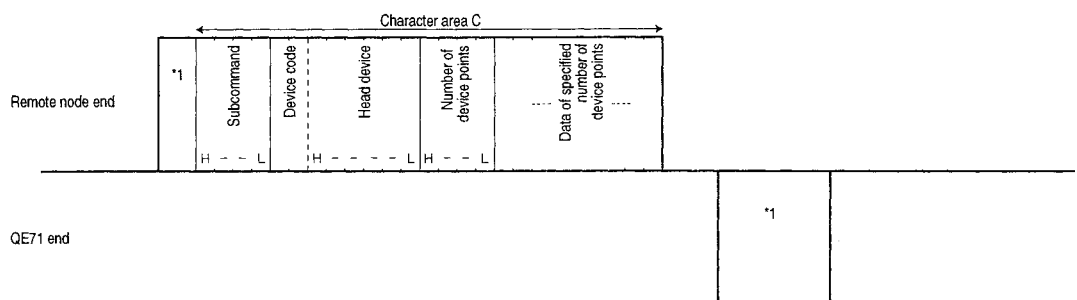 Character area C
*1
Subcommand
Device code
Head device
Number of
device points
Data of specified
number of
device points
Remote node end
H - - L
H - - - - L
H - - L
*1
QE71 end